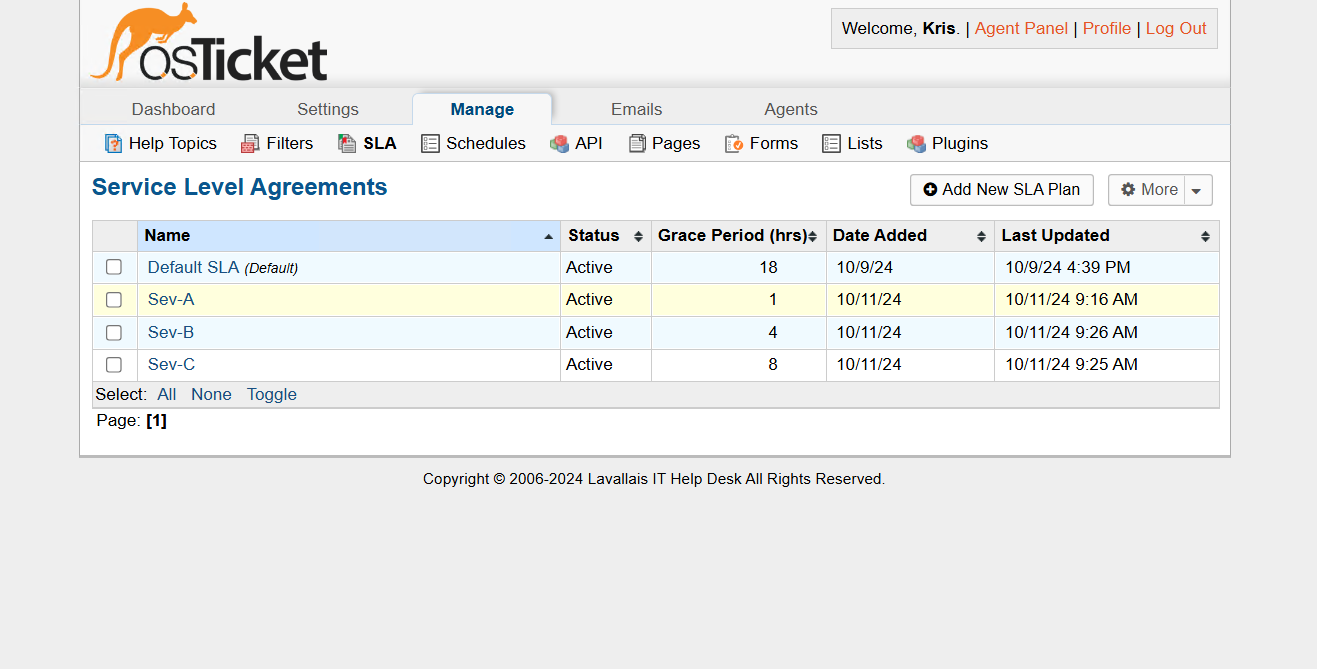 osTicket
Welcome, Kris. | Agent Panel | Profile | Log Out
Dashboard Settings Manage Emails Agents
Help Topics Filters SLA Schedules API Pages Forms Lists Plugins
Service Level Agreements
Add New SLA Plan More
Name Status Grace Period (hrs) Date Added Last Updated
Default SLA (Default) Active 18 10/9/24 10/9/24 4:39 PM
Sev-A Active 1 10/11/24 10/11/24 9:16 AM
Sev-B Active 4 10/11/24 10/11/24 9:26 AM
Sev-C Active 8 10/11/24 10/11/24 9:25 AM
Select: All None Toggle
Page: [1]
Copyright © 2006-2024 Lavallais IT Help Desk All Rights Reserved.